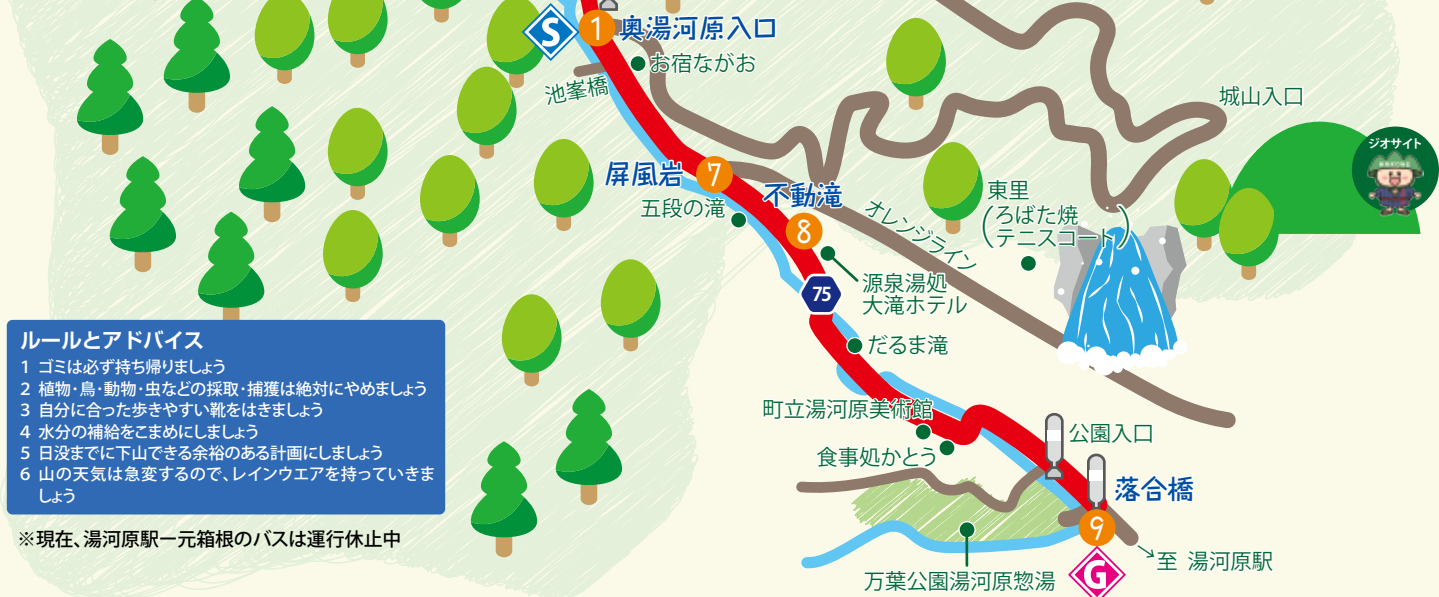 S
1
奥湯河原入口
お宿ながお
池峯橋
城山入口
ジオサイト
屏風岩
7
不動滝
五段の滝
8
オレンジライン
東里
(ろばた焼
テニスコート)
源泉湯処
大滝ホテル
75
だるま滝
ルールとアドバイス
1 ゴミは必ず持ち帰りましょう
2 植物・鳥・動物・虫などの採取・捕獲は絶対にやめましょう
3 自分に合った歩きやすい靴をはきましょう
4 水分の補給をこまめにしましょう
5 日没までに下山できる余裕のある計画にしましょう
6 山の天気は急変するので、レインウエアを持っていきま
しょう
※現在、湯河原駅ー元箱根のバスは運行休止中
町立湯河原美術館
食事処かとう
公園入口
落合橋
9
G
至 湯河原駅
万葉公園湯河原惣湯